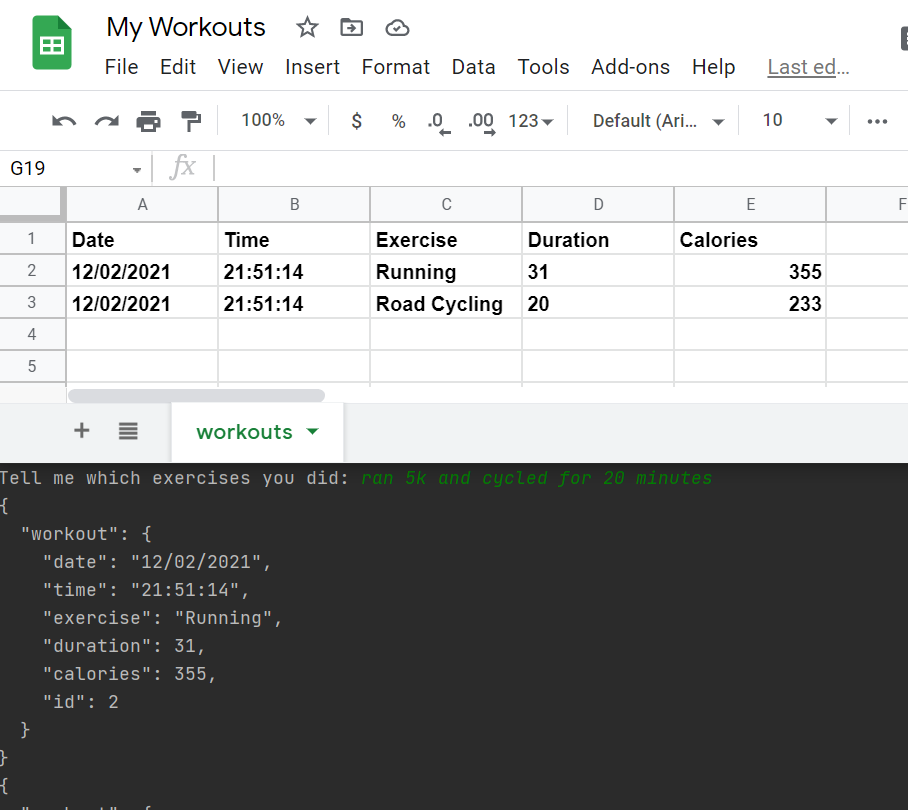 My Workouts
File Edit View Insert Format Data Tools Add-ons Help Last ed...
100% $ % .0 .00 123 Default (Ari... 10
G19 fx
A B C D E F
1 Date Time Exercise Duration Calories
2 12/02/2021 21:51:14 Running 31 355
3 12/02/2021 21:51:14 Road Cycling 20 233
4
5
workouts
Tell me which exercises you did: ran 5k and cycled for 20 minutes
{
"workout": {
"date": "12/02/2021",
"time": "21:51:14",
"exercise": "Running",
"duration": 31,
"calories": 355,
"id": 2
}
}
{